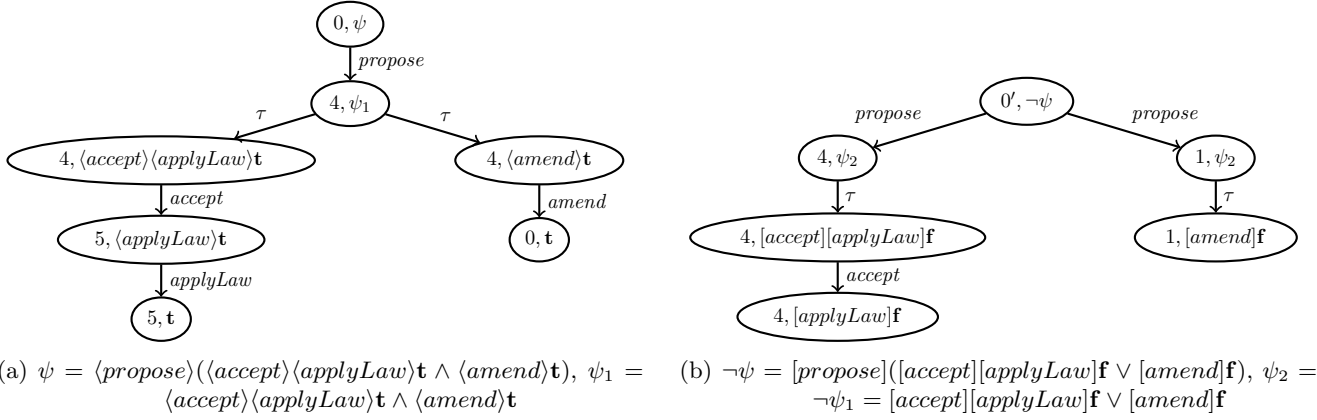 0, ψ
propose
4, ψ₁
τ
τ
4, ⟨accept⟩⟨applyLaw⟩t
4, ⟨amend⟩t
accept
amend
5, ⟨applyLaw⟩t
0, t
applyLaw
5, t
a) ψ = ⟨propose⟩(⟨accept⟩⟨applyLaw⟩t ∧ ⟨amend⟩t), ψ₁ =
⟨accept⟩⟨applyLaw⟩t ∧ ⟨amend⟩t
0′, ¬ψ
propose
propose
4, ψ₂
1, ψ₂
τ
τ
4, [accept][applyLaw]f
1, [amend]f
accept
4, [applyLaw]f
(b) ¬ψ = [propose]([accept][applyLaw]f ∨ [amend]f), ψ₂ =
¬ψ₁ = [accept][applyLaw]f ∨ [amend]f